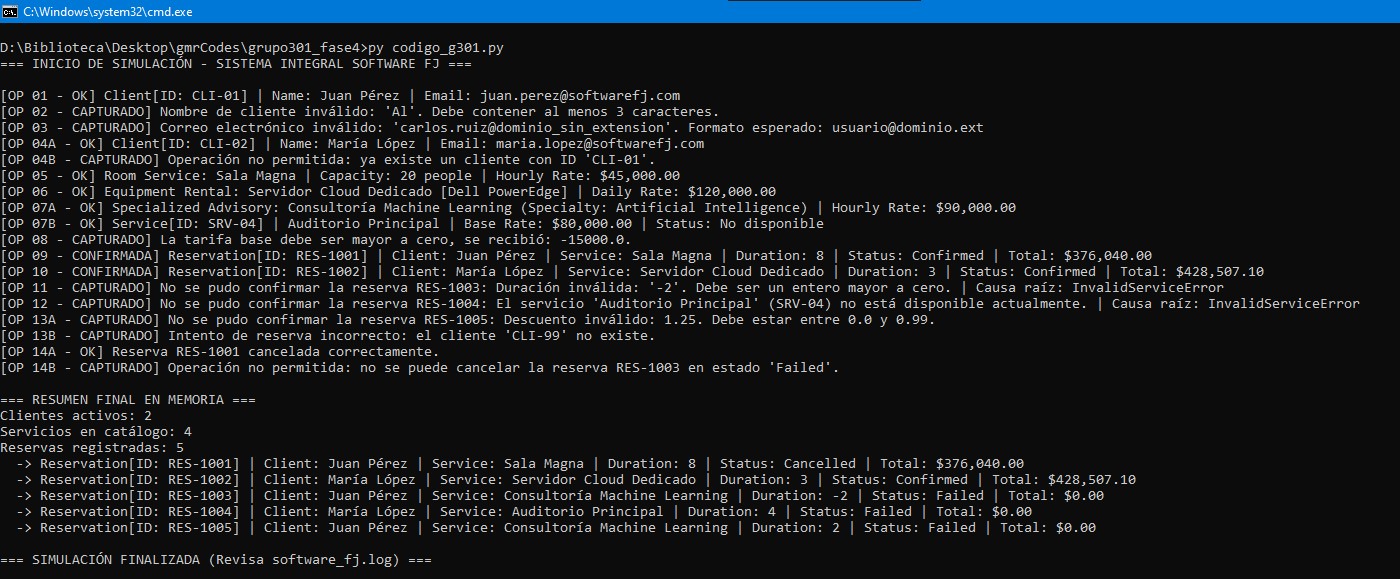 C:\Windows\system32\cmd.exe
D:\Biblioteca\Desktop\gmrCodes\grupo301_fase4>py codigo_g301.py
=== INICIO DE SIMULACIÓN - SISTEMA INTEGRAL SOFTWARE FJ ===
[OP 01 - OK] Client[ID: CLI-01] | Name: Juan Pérez | Email: juan.perez@softwarefj.com
[OP 02 - CAPTURADO] Nombre de cliente inválido: 'Al'. Debe contener al menos 3 caracteres.
[OP 03 - CAPTURADO] Correo electrónico inválido: 'carlos.ruiz@dominio_sin_extension'. Formato esperado: usuario@dominio.ext
[OP 04A - OK] Client[ID: CLI-02] | Name: María López | Email: maria.lopez@softwarefj.com
[OP 04B - CAPTURADO] Operación no permitida: ya existe un cliente con ID 'CLI-01'.
[OP 05 - OK] Room Service: Sala Magna | Capacity: 20 people | Hourly Rate: $45,000.00
[OP 06 - OK] Equipment Rental: Servidor Cloud Dedicado [Dell PowerEdge] | Daily Rate: $120,000.00
[OP 07A - OK] Specialized Advisory: Consultoría Machine Learning (Specialty: Artificial Intelligence) | Hourly Rate: $90,000.00
[OP 07B - OK] Service[ID: SRV-04] | Auditorio Principal | Base Rate: $80,000.00 | Status: No disponible
[OP 08 - CAPTURADO] La tarifa base debe ser mayor a cero, se recibió: -15000.0.
[OP 09 - CONFIRMADA] Reservation[ID: RES-1001] | Client: Juan Pérez | Service: Sala Magna | Duration: 8 | Status: Confirmed | Total: $376,040.00
[OP 10 - CONFIRMADA] Reservation[ID: RES-1002] | Client: María López | Service: Servidor Cloud Dedicado | Duration: 3 | Status: Confirmed | Total: $428,507.10
[OP 11 - CAPTURADO] No se pudo confirmar la reserva RES-1003: Duración inválida: '-2'. Debe ser un entero mayor a cero. | Causa raíz: InvalidServiceError
[OP 12 - CAPTURADO] No se pudo confirmar la reserva RES-1004: El servicio 'Auditorio Principal' (SRV-04) no está disponible actualmente. | Causa raíz: InvalidServiceError
[OP 13A - CAPTURADO] No se pudo confirmar la reserva RES-1005: Descuento inválido: 1.25. Debe estar entre 0.0 y 0.99.
[OP 13B - CAPTURADO] Intento de reserva incorrecto: el cliente 'CLI-99' no existe.
[OP 14A - OK] Reserva RES-1001 cancelada correctamente.
[OP 14B - CAPTURADO] Operación no permitida: no se puede cancelar la reserva RES-1003 en estado 'Failed'.
=== RESUMEN FINAL EN MEMORIA ===
Clientes activos: 2
Servicios en catálogo: 4
Reservas registradas: 5
-> Reservation[ID: RES-1001] | Client: Juan Pérez | Service: Sala Magna | Duration: 8 | Status: Cancelled | Total: $376,040.00
-> Reservation[ID: RES-1002] | Client: María López | Service: Servidor Cloud Dedicado | Duration: 3 | Status: Confirmed | Total: $428,507.10
-> Reservation[ID: RES-1003] | Client: Juan Pérez | Service: Consultoría Machine Learning | Duration: -2 | Status: Failed | Total: $0.00
-> Reservation[ID: RES-1004] | Client: María López | Service: Auditorio Principal | Duration: 4 | Status: Failed | Total: $0.00
-> Reservation[ID: RES-1005] | Client: Juan Pérez | Service: Consultoría Machine Learning | Duration: 2 | Status: Failed | Total: $0.00
=== SIMULACIÓN FINALIZADA (Revisa software_fj.log) ===